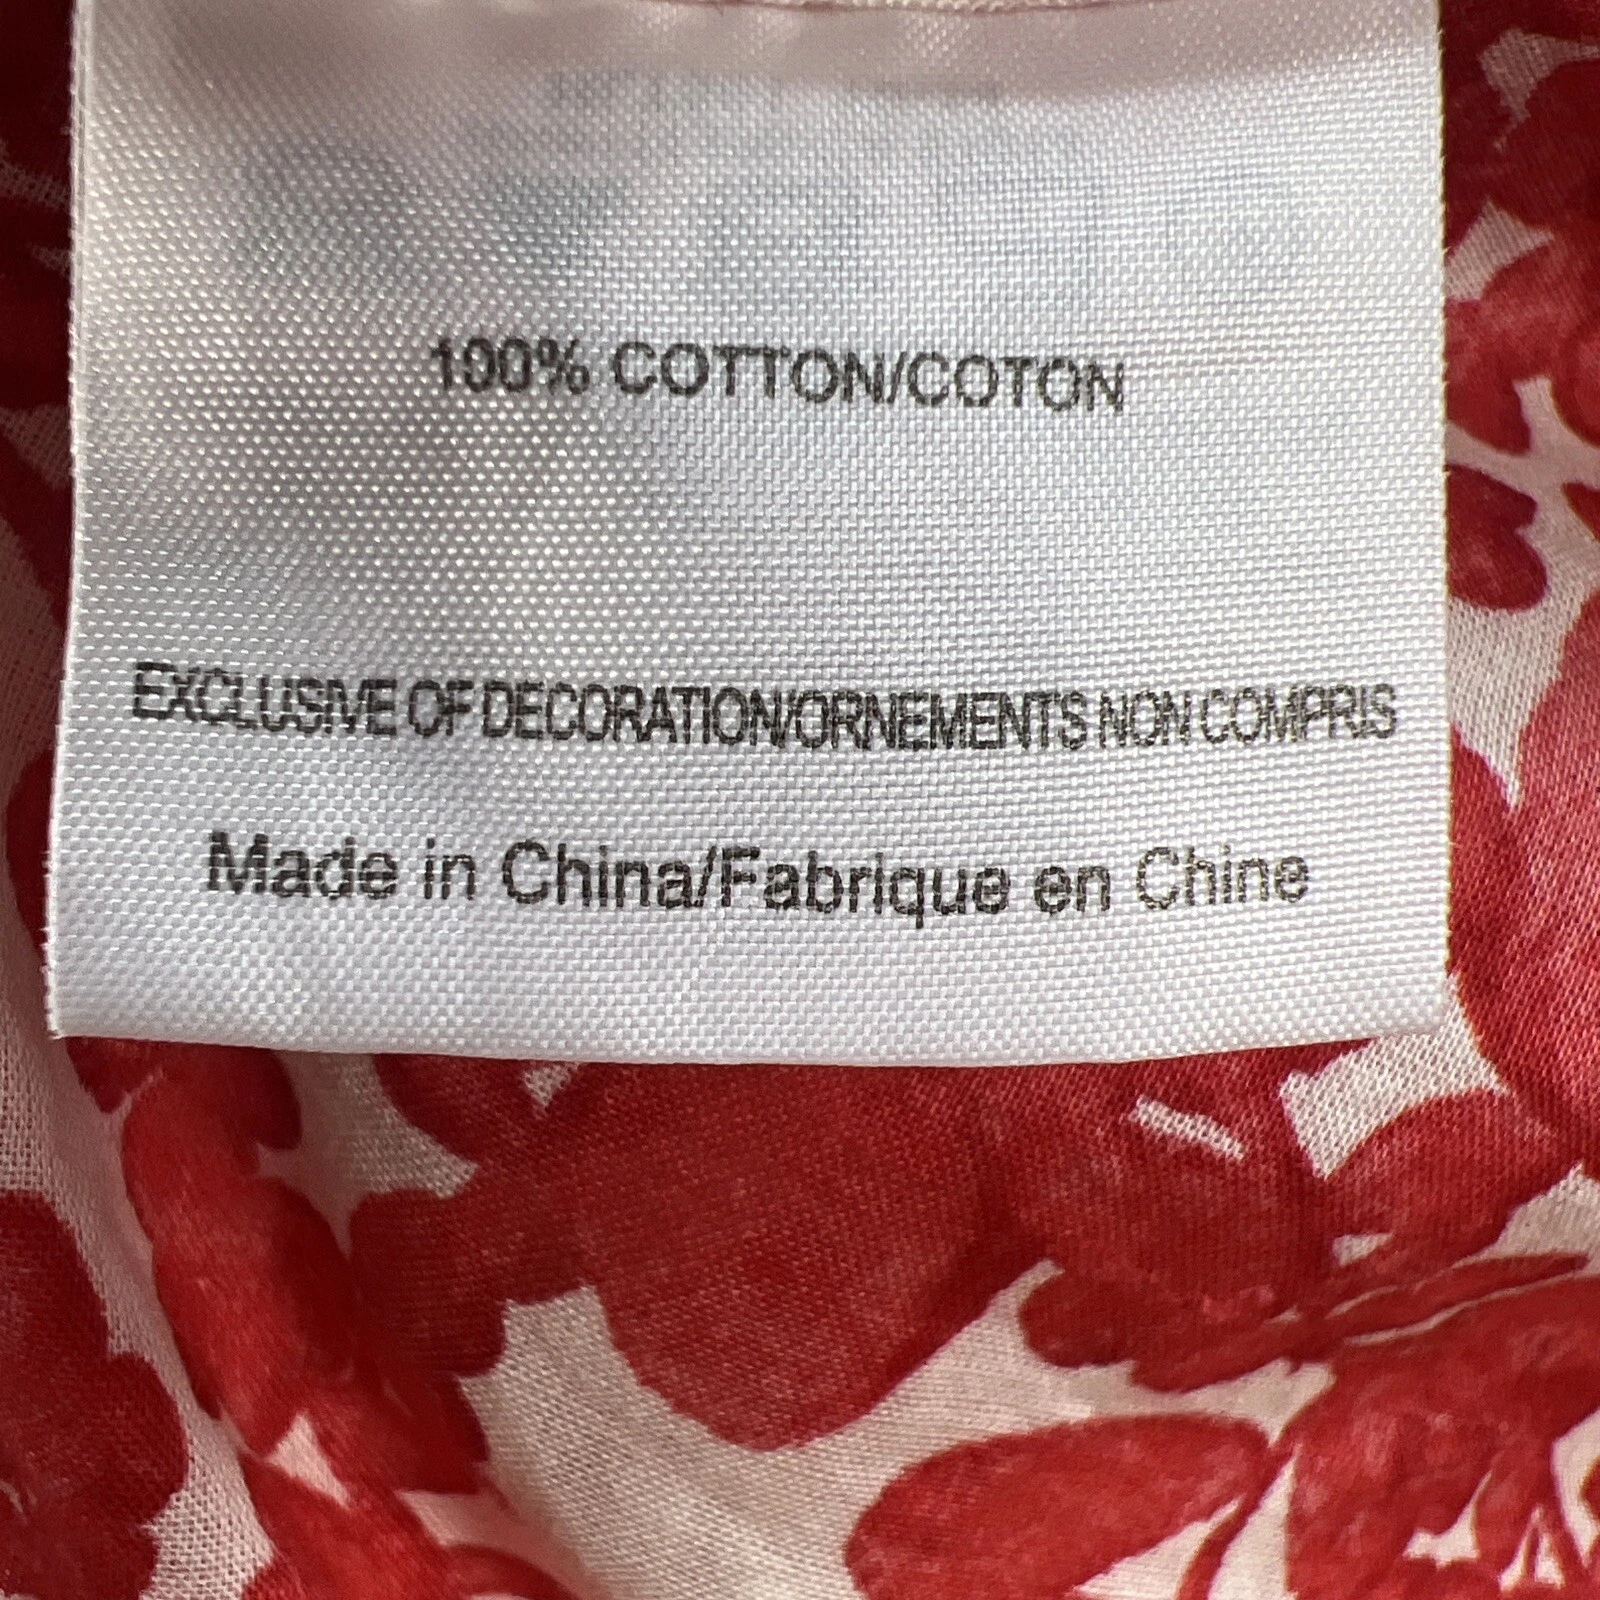 100% COTTON/COTON
EXCLUSIVE OF DECORATION/ORNEMENTS NON COMPRIS
Made in China/Fabrique en Chine